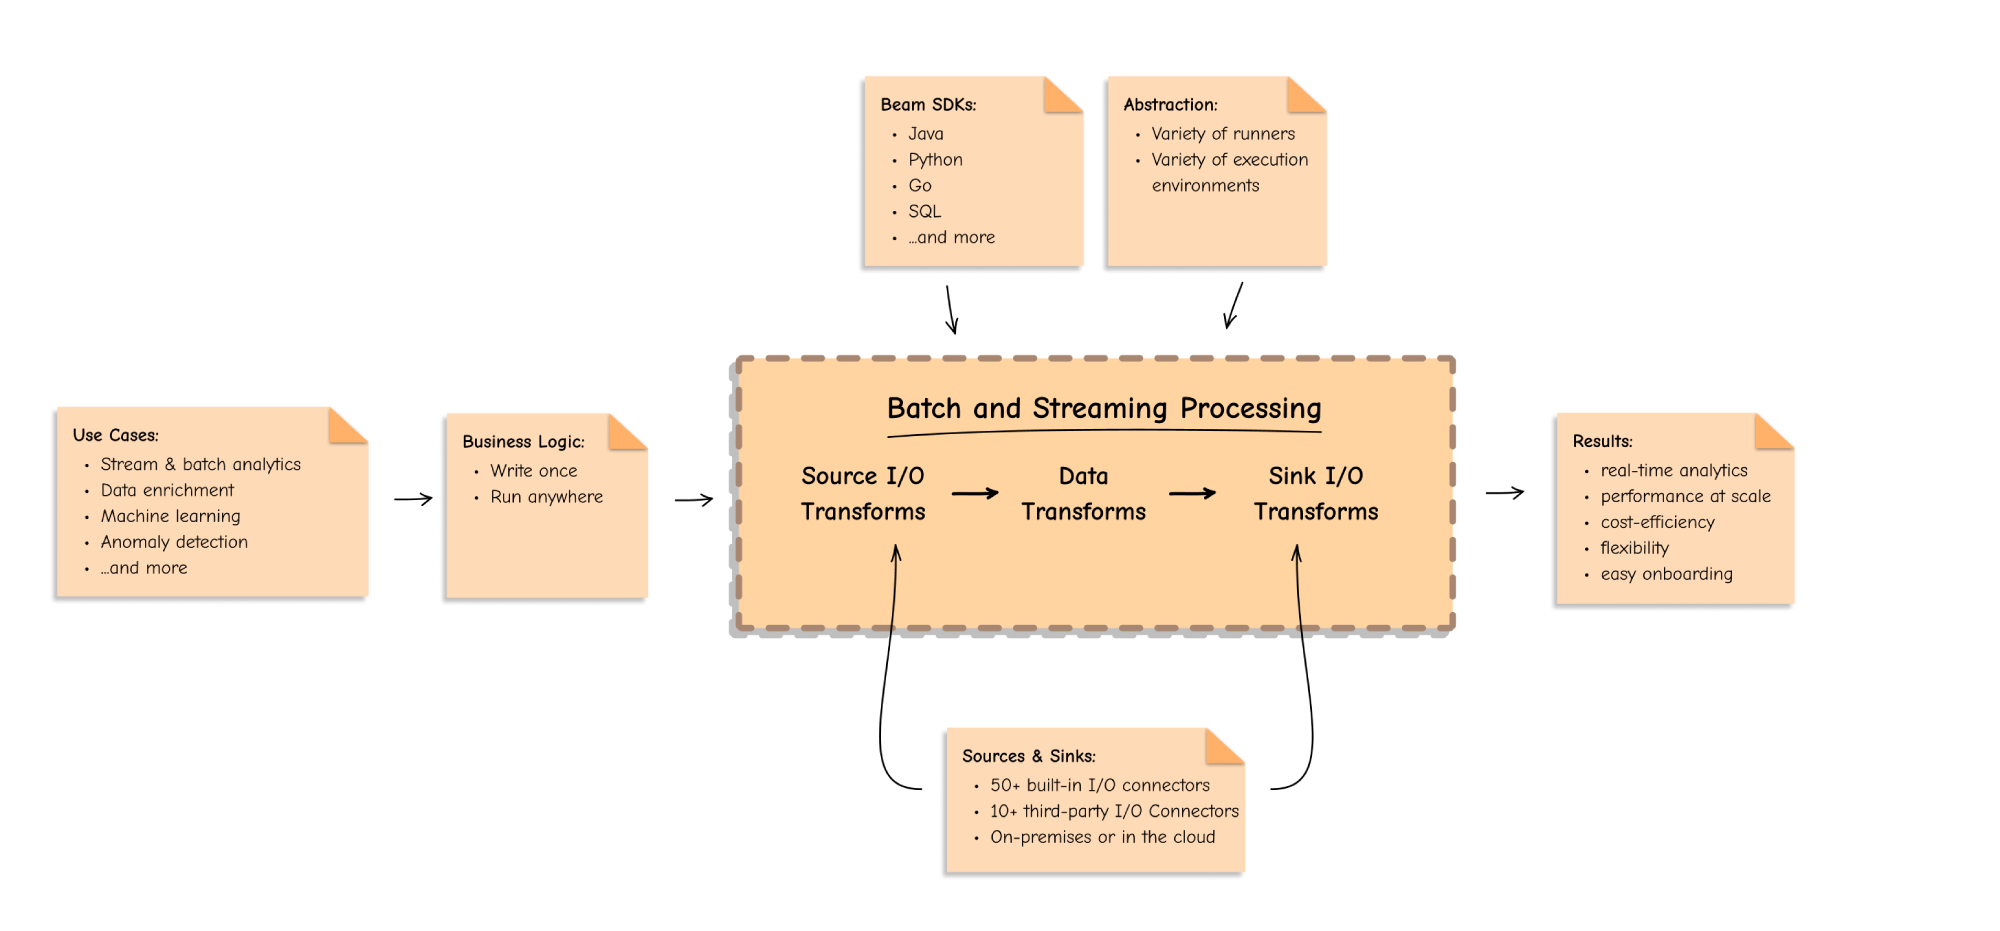 Beam SDKs:
• Java
• Python
• Go
• SQL
• ...and more
Abstraction:
• Variety of runners
• Variety of execution
environments
Use Cases:
• Stream & batch analytics
• Data enrichment
• Machine learning
• Anomaly detection
• ...and more
Business Logic:
• Write once
• Run anywhere
Batch and Streaming Processing
Source I/O
Transforms
Data
Transforms
Sink I/O
Transforms
Results:
• real-time analytics
• performance at scale
• cost-efficiency
• flexibility
• easy onboarding
Sources & Sinks:
• 50+ built-in I/O connectors
• 10+ third-party I/O Connectors
• On-premises or in the cloud